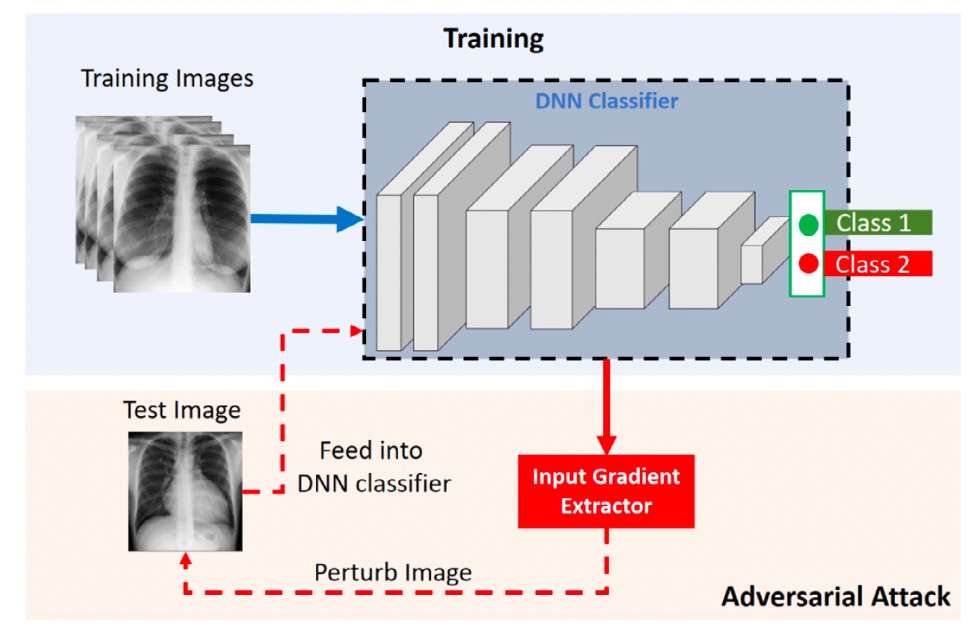 Training
Training Images
DNN Classifier
Class 1
Class 2
Test Image
Feed into
DNN classifier
Input Gradient
Extractor
Perturb Image
Adversarial Attack